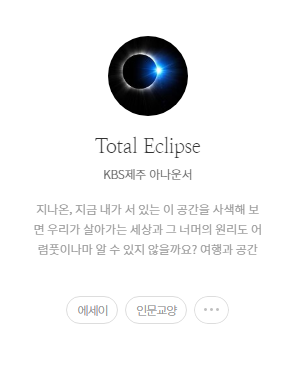 Total Eclipse
KBS제주 아나운서
지나온, 지금 내가 서 있는 이 공간을 사색해 보
면 우리가 살아가는 세상과 그 너머의 원리도 어
렴풋이나마 알 수 있지 않을까요? 여행과 공간
에세이
인문교양